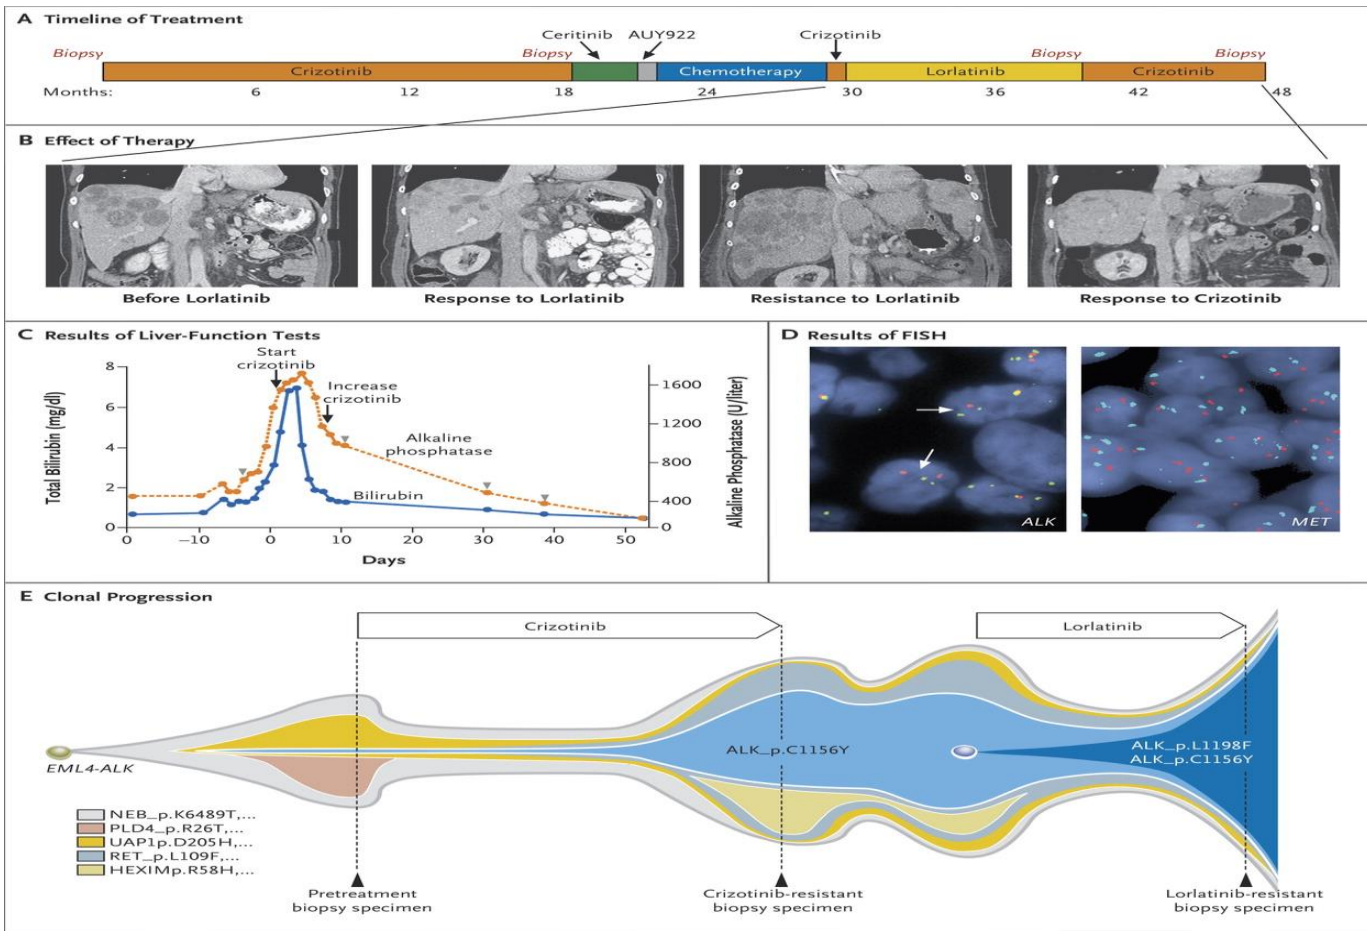 A Timeline of Treatment
Ceritinib AUY922 Crizotinib
Biopsy Biopsy Biopsy Biopsy
Crizotinib Chemotherapy Lorlatinib Crizotinib
Months: 6 12 18 24 30 36 42 48
B Effect of Therapy
Before Lorlatinib Response to Lorlatinib Resistance to Lorlatinib Response to Crizotinib
C Results of Liver-Function Tests
Start
crizotinib
Increase
crizotinib
Alkaline
phosphatase
Bilirubin
Total Bilirubin (mg/dl)
8
6
4
2
0
Alkaline Phosphatase (U/liter)
1600
1200
800
400
0
0 −10 0 10 20 30 40 50
Days
D Results of FISH
ALK MET
E Clonal Progression
Crizotinib Lorlatinib
EML4-ALK
ALK_p.C1156Y
ALK_p.L1198F
ALK_p.C1156Y
NEB_p.K6489T,...
PLD4_p.R26T,...
UAP1p.D205H,...
RET_p.L109F,...
HEXIMp.R58H,...
Pretreatment
biopsy specimen
Crizotinib-resistant
biopsy specimen
Lorlatinib-resistant
biopsy specimen